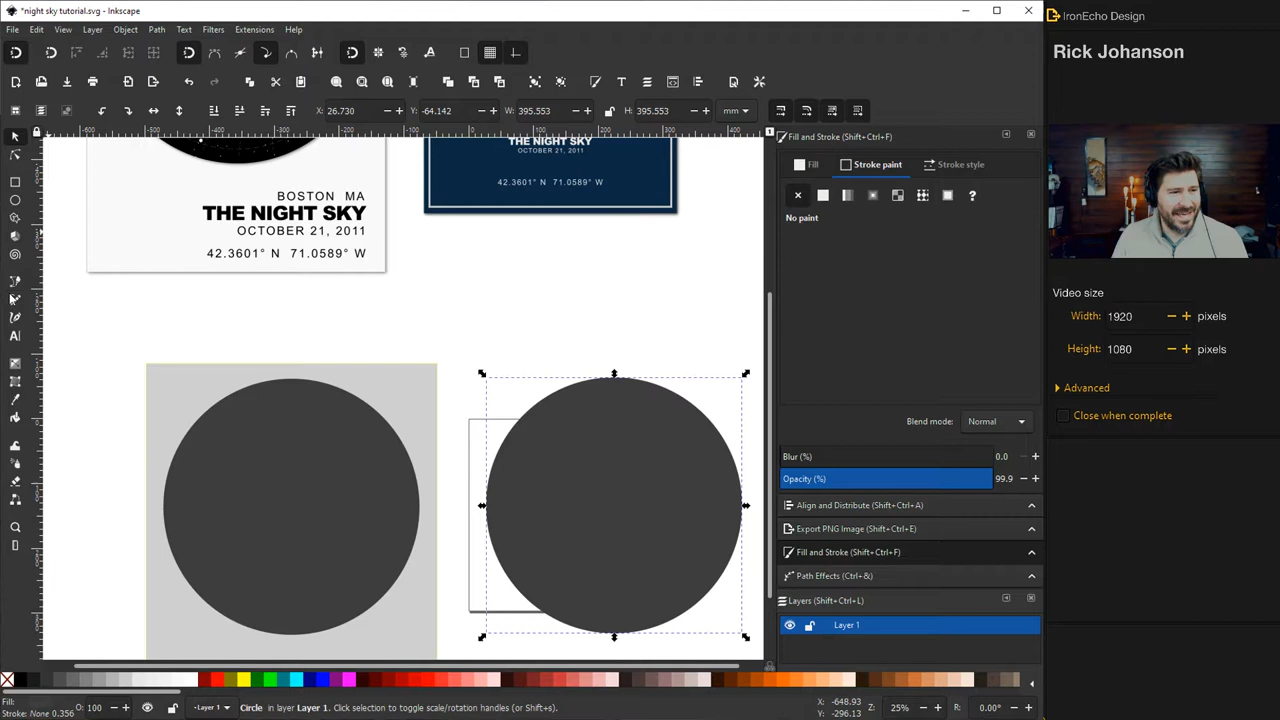 *night sky tutorial.svg - Inkscape
File Edit View Layer Object Path Text Filters Extensions Help
X: 26.730 Y: -64.142 W: 395.553 H: 395.553 mm
BOSTON MA
THE NIGHT SKY
OCTOBER 21, 2011
42.3601° N 71.0589° W
THE NIGHT SKY
OCTOBER 21, 2011
42.3601° N 71.0589° W
Fill and Stroke (Shift+Ctrl+F)
Fill Stroke paint Stroke style
No paint
Blend mode: Normal
Blur (%) 0.0
Opacity (%) 99.9
Align and Distribute (Shift+Ctrl+A)
Export PNG Image (Shift+Ctrl+E)
Fill and Stroke (Shift+Ctrl+F)
Path Effects (Ctrl+&)
Layers (Shift+Ctrl+L)
Layer 1
Fill:
Stroke: None 0.356
O: 100
Layer 1
Circle in layer Layer 1. Click selection to toggle scale/rotation handles (or Shift+s).
X: -648.93
Y: -296.13
Z: 25%
R: 0.00°
IronEcho Design
Rick Johanson
Video size
Width: 1920 pixels
Height: 1080 pixels
Advanced
Close when complete